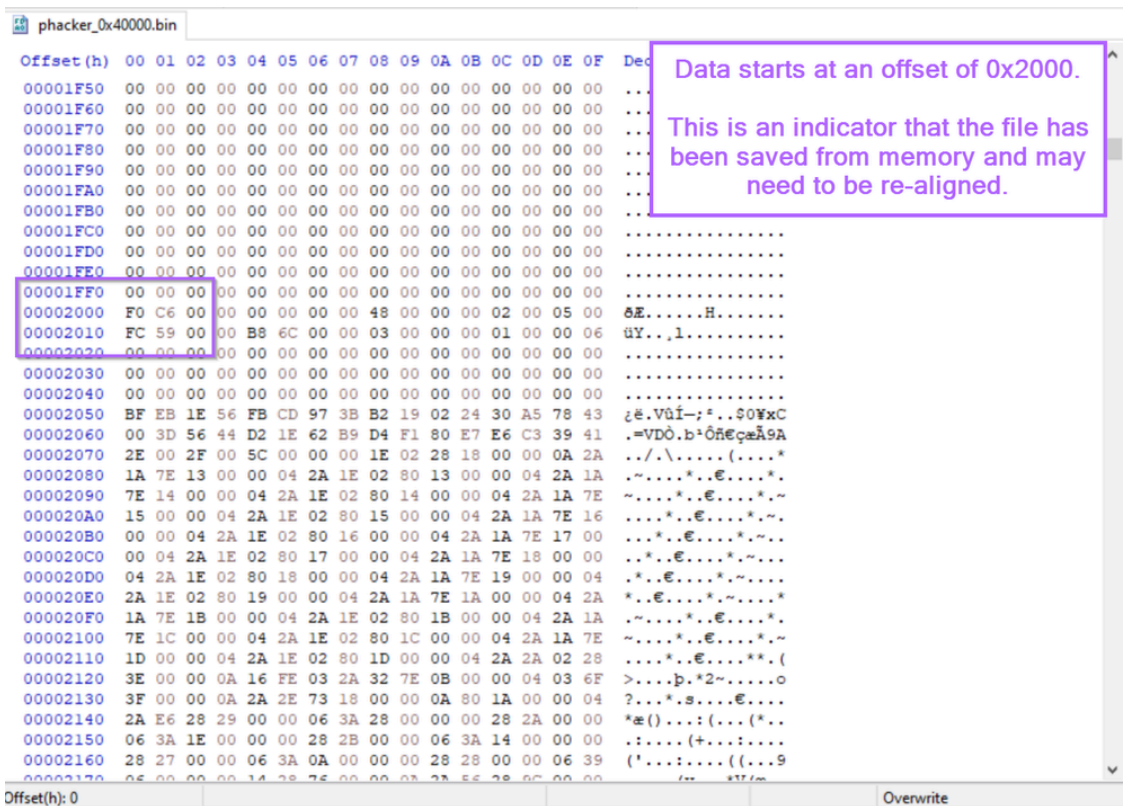 phacker_0x40000.bin
Offset(h) 00 01 02 03 04 05 06 07 08 09 0A 0B 0C 0D 0E 0F Dec
Data starts at an offset of 0x2000.
This is an indicator that the file has
been saved from memory and may
need to be re-aligned.
00001F50 00 00 00 00 00 00 00 00 00 00 00 00 00 00 00 00 ...
00001F60 00 00 00 00 00 00 00 00 00 00 00 00 00 00 00 00 ...
00001F70 00 00 00 00 00 00 00 00 00 00 00 00 00 00 00 00 ...
00001F80 00 00 00 00 00 00 00 00 00 00 00 00 00 00 00 00 ...
00001F90 00 00 00 00 00 00 00 00 00 00 00 00 00 00 00 00 ...
00001FA0 00 00 00 00 00 00 00 00 00 00 00 00 00 00 00 00 ...
00001FB0 00 00 00 00 00 00 00 00 00 00 00 00 00 00 00 00 ...
00001FC0 00 00 00 00 00 00 00 00 00 00 00 00 00 00 00 00 ................
00001FD0 00 00 00 00 00 00 00 00 00 00 00 00 00 00 00 00 ................
00001FE0 00 00 00 00 00 00 00 00 00 00 00 00 00 00 00 00 ................
00001FF0 00 00 00 00 00 00 00 00 00 00 00 00 00 00 00 00 ................
00002000 F0 C6 00 00 00 00 00 00 48 00 00 00 02 00 05 00 ðÆ......H.......
00002010 FC 59 00 00 B8 6C 00 00 03 00 00 00 01 00 00 06 üY..¸l..........
00002020 00 00 00 00 00 00 00 00 00 00 00 00 00 00 00 00 ................
00002030 00 00 00 00 00 00 00 00 00 00 00 00 00 00 00 00 ................
00002040 00 00 00 00 00 00 00 00 00 00 00 00 00 00 00 00 ................
00002050 BF EB 1E 56 FB CD 97 3B B2 19 02 24 30 A5 78 43 ¿ë.VûÍ—;²..$0¥xC
00002060 00 3D 56 44 D2 1E 62 B9 D4 F1 80 E7 E6 C3 39 41 .=VDÒ.b¹Ôñ€çæÃ9A
00002070 2E 00 2F 00 5C 00 00 00 1E 02 28 18 00 00 0A 2A ../.\.....(....*
00002080 1A 7E 13 00 00 04 2A 1E 02 80 13 00 00 04 2A 1A .~....*..€....*.
00002090 7E 14 00 00 04 2A 1E 02 80 14 00 00 04 2A 1A 7E ~....*..€....*.~
000020A0 15 00 00 04 2A 1E 02 80 15 00 00 04 2A 1A 7E 16 ....*..€....*.~.
000020B0 00 00 04 2A 1E 02 80 16 00 00 04 2A 1A 7E 17 00 ...*..€....*.~..
000020C0 00 04 2A 1E 02 80 17 00 00 04 2A 1A 7E 18 00 00 ..*..€....*.~...
000020D0 04 2A 1E 02 80 18 00 00 04 2A 1A 7E 19 00 00 04 .*..€....*.~....
000020E0 2A 1E 02 80 19 00 00 04 2A 1A 7E 1A 00 00 04 2A *..€....*.~....*
000020F0 1A 7E 1B 00 00 04 2A 1E 02 80 1B 00 00 04 2A 1A .~....*..€....*.
00002100 7E 1C 00 00 04 2A 1E 02 80 1C 00 00 04 2A 1A 7E ~....*..€....*.~
00002110 1D 00 00 04 2A 1E 02 80 1D 00 00 04 2A 2A 02 28 ....*..€....**.(
00002120 3E 00 00 0A 16 FE 03 2A 32 7E 0B 00 00 04 03 6F >....þ.*2~.....o
00002130 3F 00 00 0A 2A 2E 73 18 00 00 0A 80 1A 00 00 04 ?...*.s....€....
00002140 2A E6 28 29 00 00 06 3A 28 00 00 00 28 2A 00 00 *æ()...:(...(*..
00002150 06 3A 1E 00 00 00 28 2B 00 00 06 3A 14 00 00 00 .:....(+...:....
00002160 28 27 00 00 06 3A 0A 00 00 00 28 28 00 00 06 39 ('...:....((...9
Offset(h): 0
Overwrite